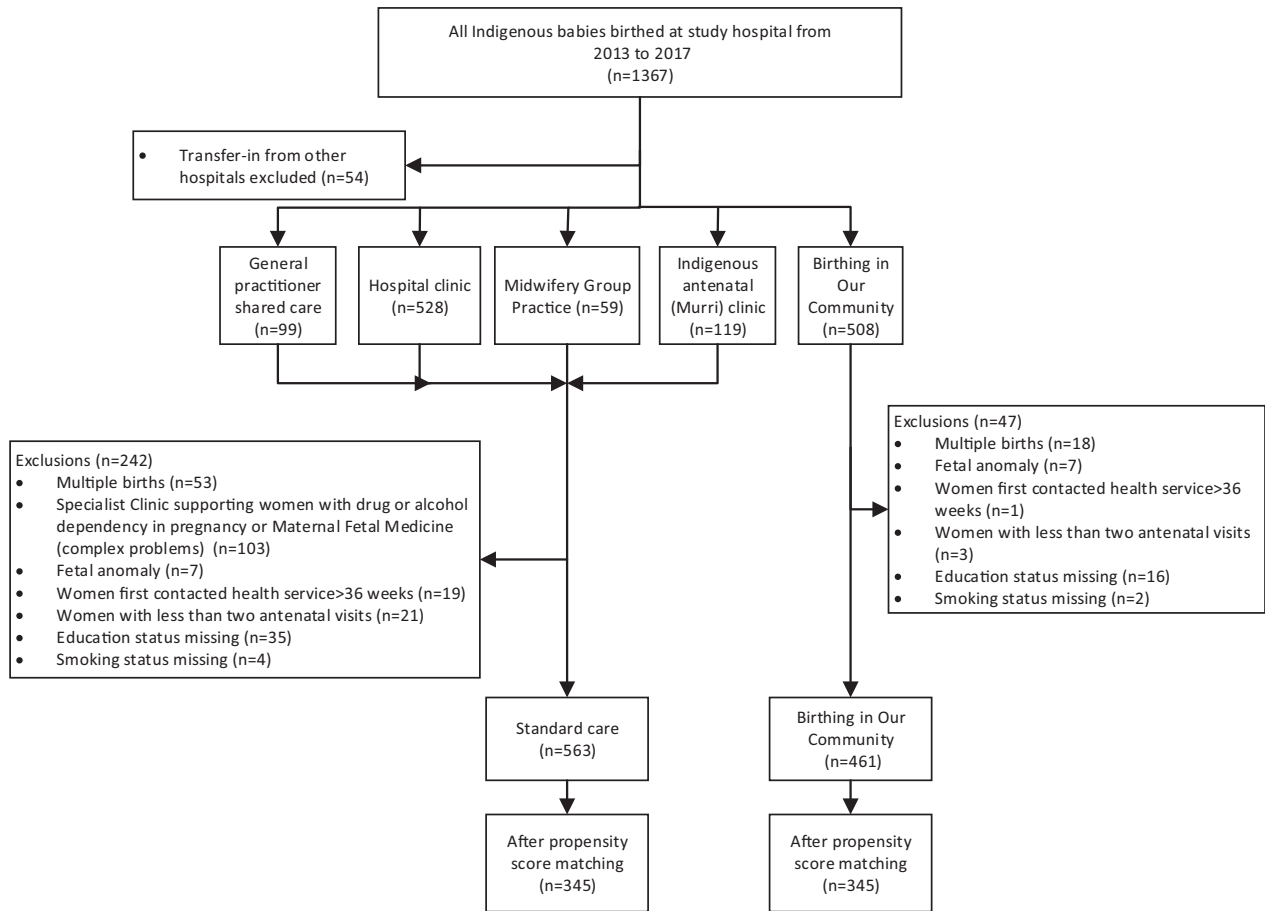 All Indigenous babies birthed at study hospital from
2013 to 2017
(n=1367)
• Transfer-in from other
hospitals excluded (n=54)
General
practitioner
shared care
(n=99)
Hospital clinic
(n=528)
Midwifery Group
Practice (n=59)
Indigenous
antenatal
(Murri) clinic
(n=119)
Birthing in
Our
Community
(n=508)
Exclusions (n=242)
• Multiple births (n=53)
• Specialist Clinic supporting women with drug or alcohol
dependency in pregnancy or Maternal Fetal Medicine
(complex problems) (n=103)
• Fetal anomaly (n=7)
• Women first contacted health service>36 weeks (n=19)
• Women with less than two antenatal visits (n=21)
• Education status missing (n=35)
• Smoking status missing (n=4)
Exclusions (n=47)
• Multiple births (n=18)
• Fetal anomaly (n=7)
• Women first contacted health service>36
weeks (n=1)
• Women with less than two antenatal visits
(n=3)
• Education status missing (n=16)
• Smoking status missing (n=2)
Standard care
(n=563)
Birthing in Our
Community
(n=461)
After propensity
score matching
(n=345)
After propensity
score matching
(n=345)